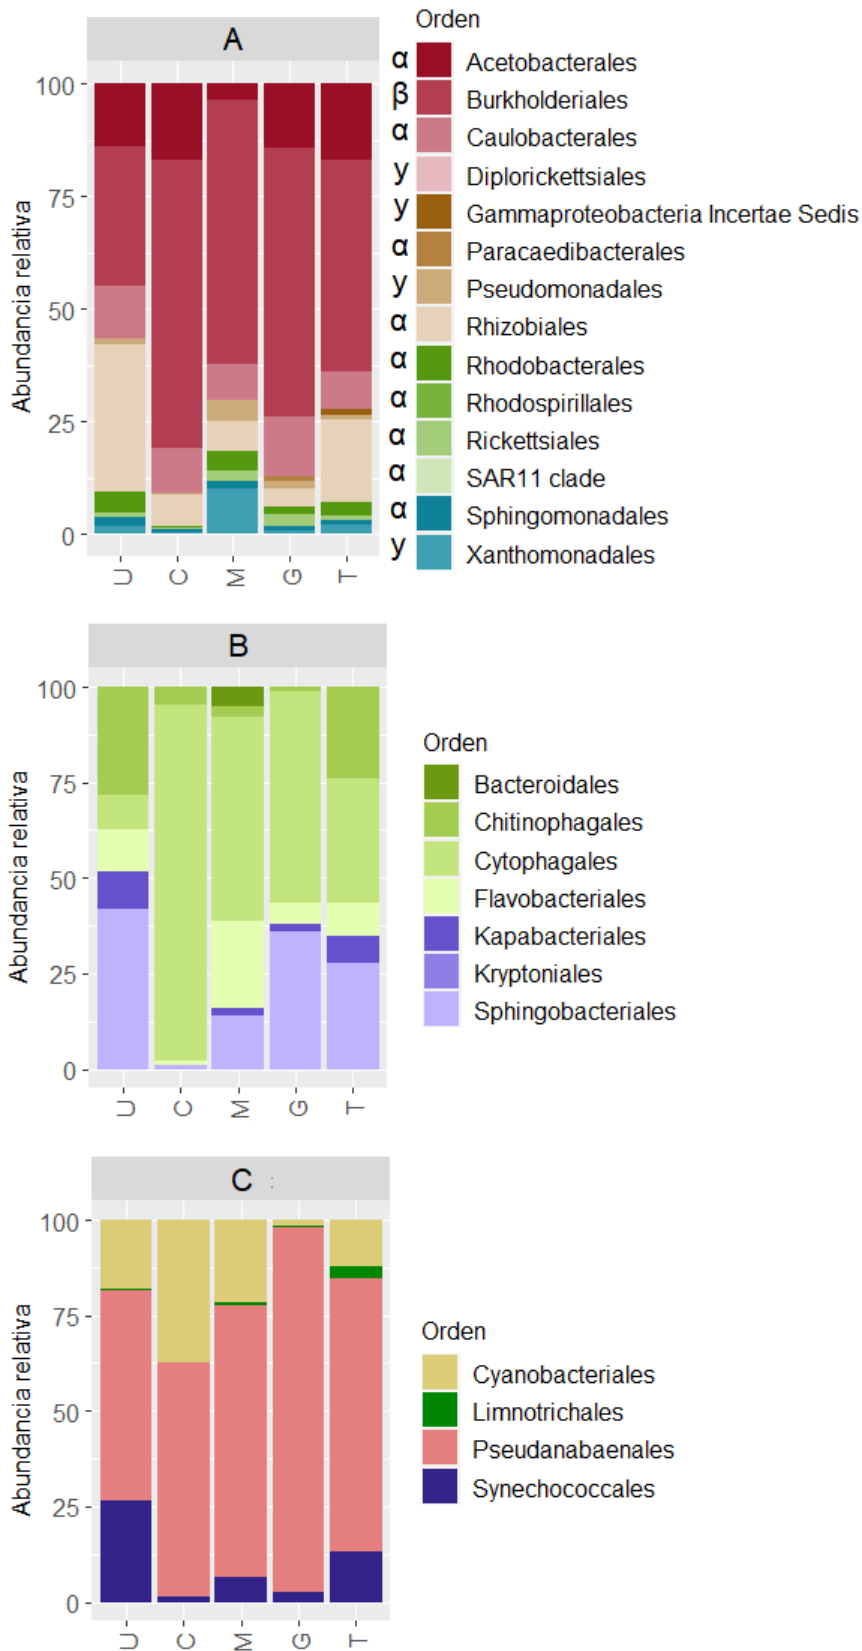 Orden
A
α Acetobacterales
β Burkholderiales
α Caulobacterales
y Diplorickettsiales
y Gammaproteobacteria Incertae Sedis
α Paracaedibacterales
y Pseudomonadales
α Rhizobiales
α Rhodobacterales
α Rhodospirillales
α Rickettsiales
α SAR11 clade
α Sphingomonadales
y Xanthomonadales
Abundancia relativa
100
75
50
25
0
U C M G T
B
Abundancia relativa
100
75
50
25
0
U C M G T
Orden
Bacteroidales
Chitinophagales
Cytophagales
Flavobacteriales
Kapabacteriales
Kryptoniales
Sphingobacteriales
C :
Abundancia relativa
100
75
50
25
0
U C M G T
Orden
Cyanobacteriales
Limnotrichales
Pseudanabaenales
Synechococcales